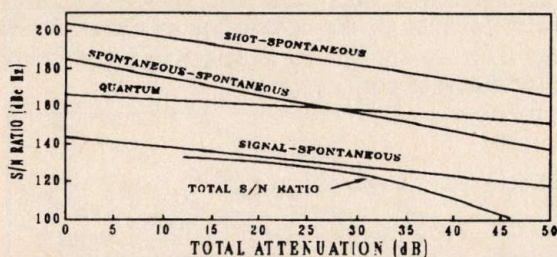 S/N RATIO (dBc Hz)
200
180
160
140
120
100
SHOT-SPONTANEOUS
SPONTANEOUS-SPONTANEOUS
QUANTUM
SIGNAL-SPONTANEOUS
TOTAL S/N RATIO
0 5 10 15 20 25 30 35 40 45 50
TOTAL ATTENUATION (dB)